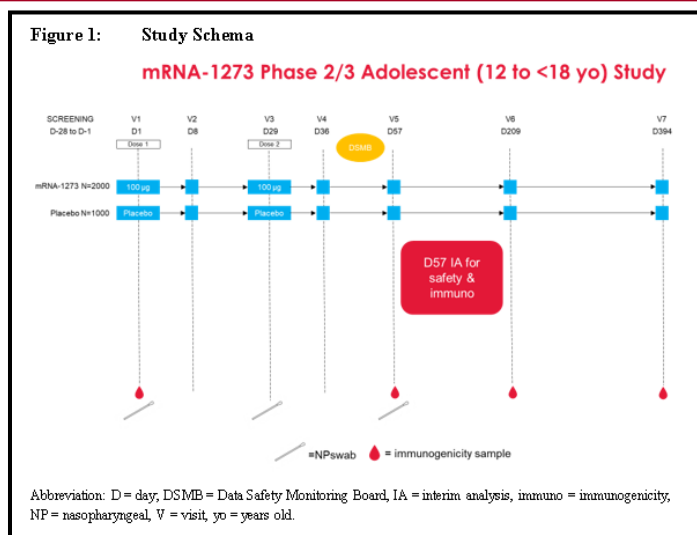 Figure 1: Study Schema
mRNA-1273 Phase 2/3 Adolescent (12 to <18 yo) Study
SCREENING V1 V2 V3 V4 V5 V6 V7
D-28 to D-1 D1 D8 D29 D36 D57 D209 D394
Dose 1 Dose 2
DSMB
mRNA-1273 N=2000 100 µg 100 µg
Placebo N=1000 Placebo Placebo
D57 IA for
safety &
immuno
=NPswab = immunogenicity sample
Abbreviation: D = day, DSMB = Data Safety Monitoring Board, IA = interim analysis, immuno = immunogenicity,
NP = nasopharyngeal, V = visit, yo = years old.